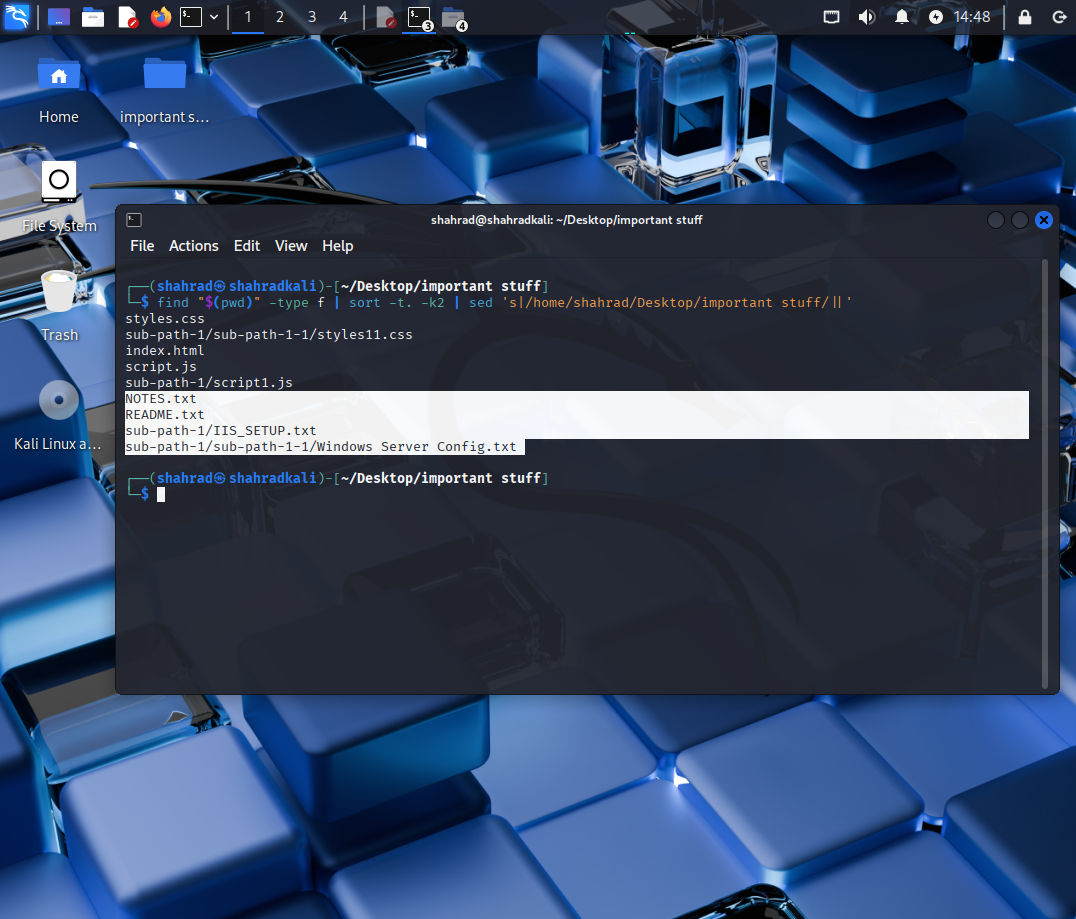 1 2 3 4
3
4
14:48
Home
important s...
File System
Trash
Kali Linux a...
shahrad@shahradkali: ~/Desktop/important stuff
File Actions Edit View Help
┌──(shahrad㉿shahradkali)-[~/Desktop/important stuff]
└─$ find "$(pwd)" -type f | sort -t. -k2 | sed 's|/home/shahrad/Desktop/important stuff/||'
styles.css
sub-path-1/sub-path-1-1/styles11.css
index.html
script.js
sub-path-1/script1.js
NOTES.txt
README.txt
sub-path-1/IIS_SETUP.txt
sub-path-1/sub-path-1-1/Windows Server Config.txt
┌──(shahrad㉿shahradkali)-[~/Desktop/important stuff]
└─$